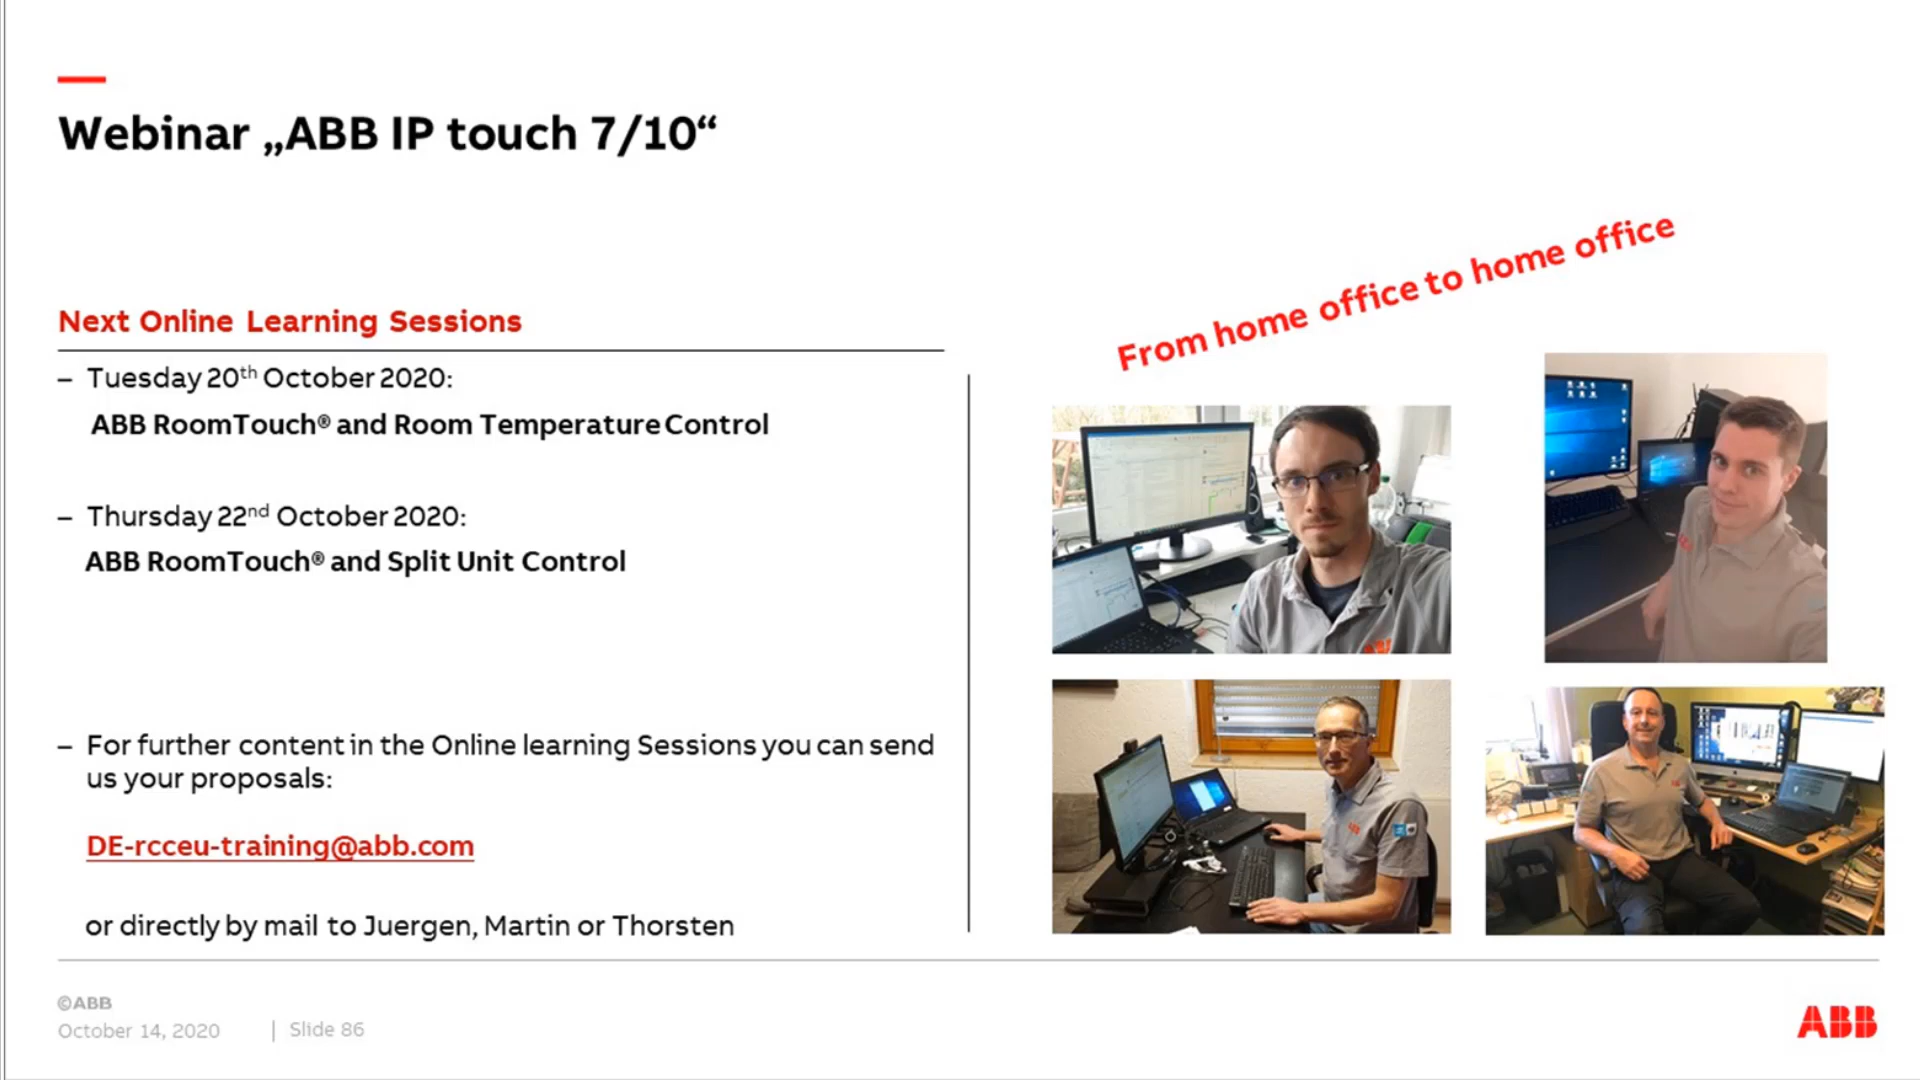 Webinar „ABB IP touch 7/10“
From home office to home office
Next Online Learning Sessions
– Tuesday 20th October 2020:
ABB RoomTouch® and Room Temperature Control
– Thursday 22nd October 2020:
ABB RoomTouch® and Split Unit Control
– For further content in the Online learning Sessions you can send
us your proposals:
DE-rcceu-training@abb.com
or directly by mail to Juergen, Martin or Thorsten
©ABB
October 14, 2020 | Slide 86
ABB